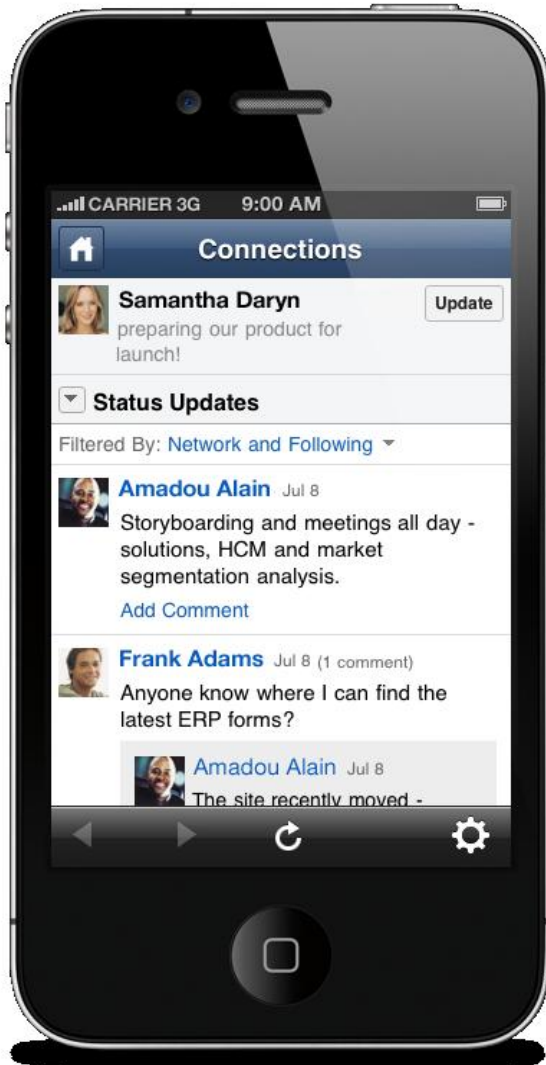 CARRIER 3G 9:00 AM
Connections
Samantha Daryn Update
preparing our product for
launch!
Status Updates
Filtered By: Network and Following
Amadou Alain Jul 8
Storyboarding and meetings all day -
solutions, HCM and market
segmentation analysis.
Add Comment
Frank Adams Jul 8 (1 comment)
Anyone know where I can find the
latest ERP forms?
Amadou Alain Jul 8
The site recently moved -